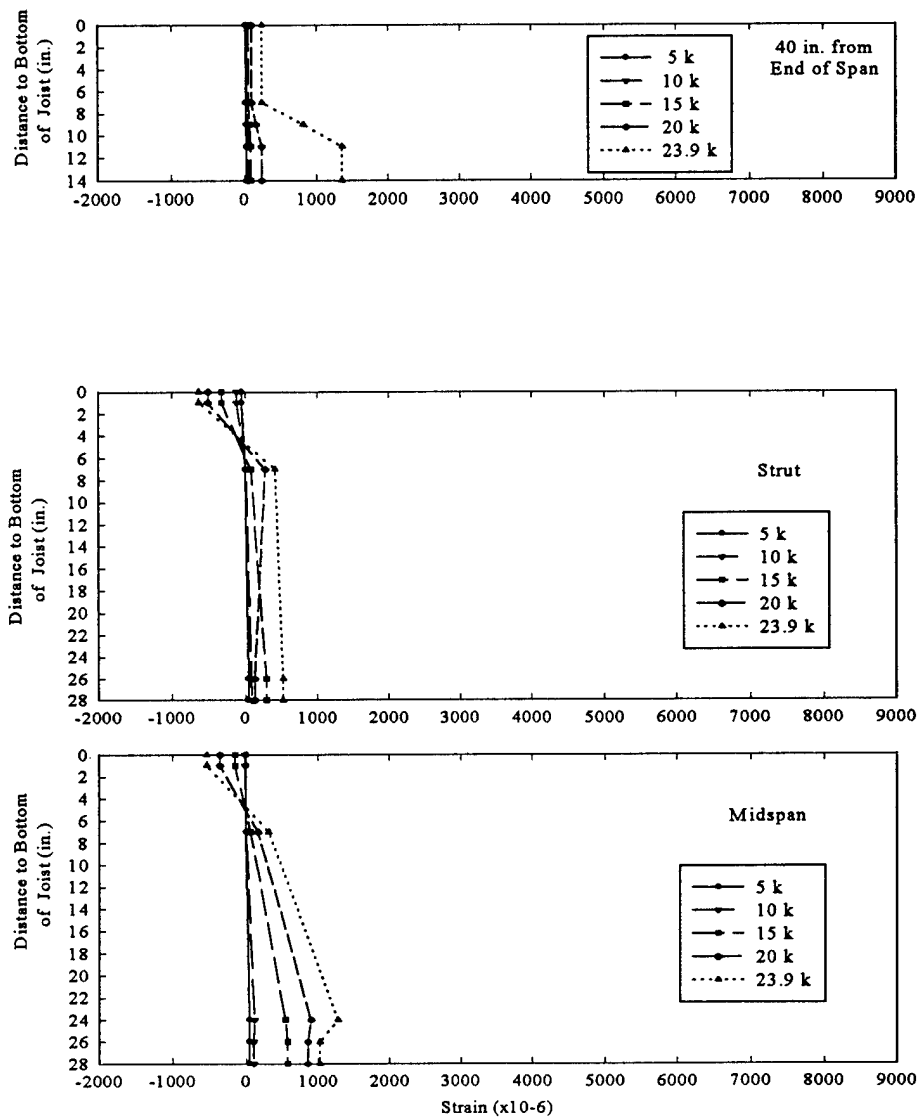 40 in. from
End of Span
Distance to Bottom
of Joist (in.)
0
2
4
6
8
10
12
14
5 k
10 k
15 k
20 k
23.9 k
-2000 -1000 0 1000 2000 3000 4000 5000 6000 7000 8000 9000
Strut
Distance to Bottom
of Joist (in.)
0
2
4
6
8
10
12
14
16
18
20
22
24
26
28
5 k
10 k
15 k
20 k
23.9 k
-2000 -1000 0 1000 2000 3000 4000 5000 6000 7000 8000 9000
Midspan
Distance to Bottom
of Joist (in.)
0
2
4
6
8
10
12
14
16
18
20
22
24
26
28
5 k
10 k
15 k
20 k
23.9 k
-2000 -1000 0 1000 2000 3000 4000 5000 6000 7000 8000 9000
Strain (x10-6)